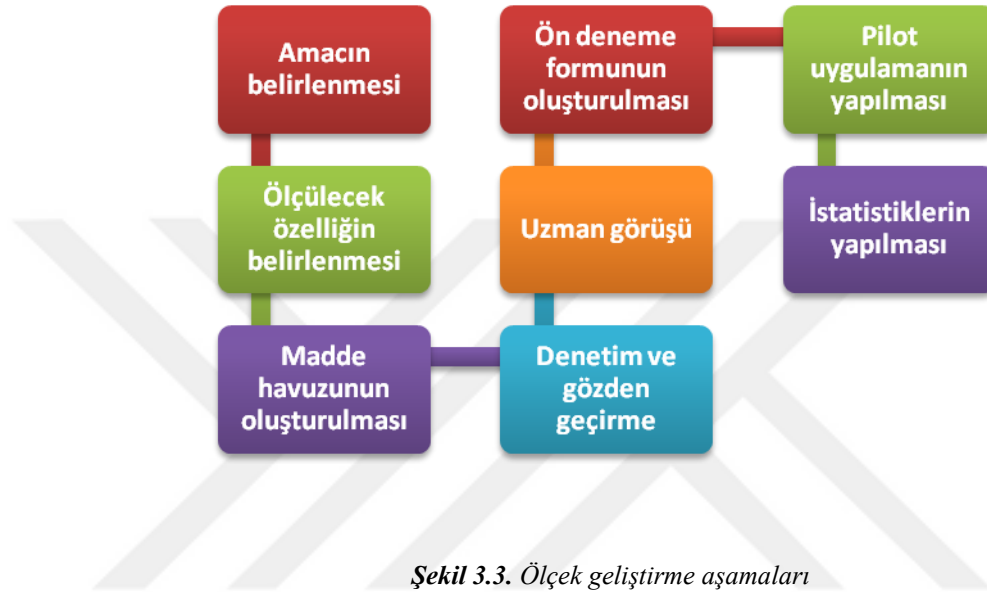 Amacın
belirlenmesi
Ölçülecek
özelliğin
belirlenmesi
Madde
havuzunun
oluşturulması
Denetim ve
gözden
geçirme
Uzman görüşü
Ön deneme
formunun
oluşturulması
Pilot
uygulamanın
yapılması
İstatistiklerin
yapılması
Şekil 3.3. Ölçek geliştirme aşamaları